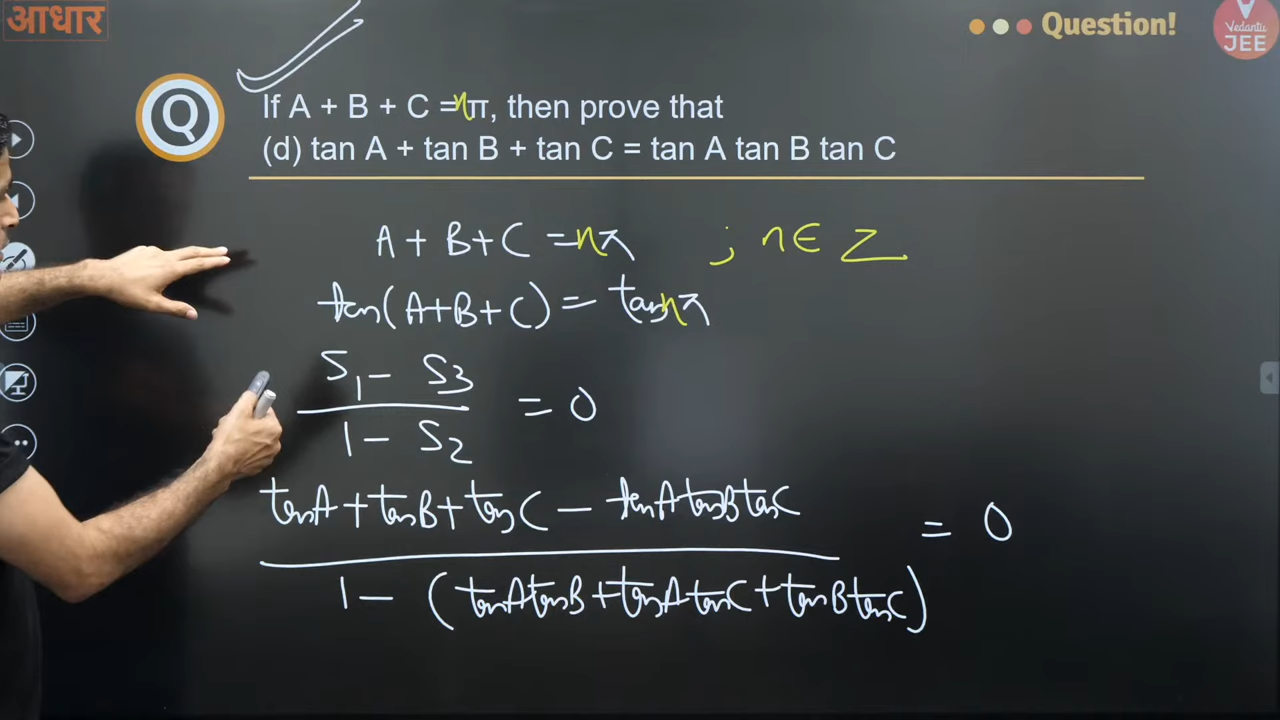 आधार
Question!
Vedantu
JEE
Q
If A + B + C = nπ, then prove that
(d) tan A + tan B + tan C = tan A tan B tan C
A + B + C = nπ ; n ∈ Z
tan(A+B+C) = tan nπ
S₁ - S₃
1 - S₂
= 0
tanA + tanB + tanC - tanA tanB tanC
= 0
1 - (tanA tanB + tanA tanC + tanB tanC)